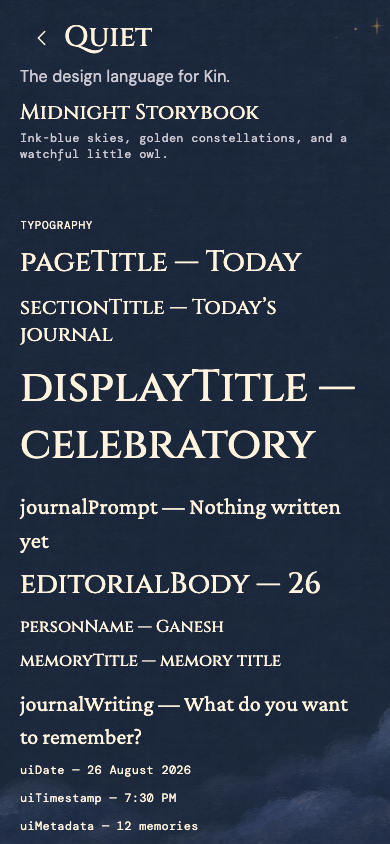 Quiet
The design language for Kin.
Midnight Storybook
Ink-blue skies, golden constellations, and a
watchful little owl.
TYPOGRAPHY
pageTitle — Today
sectionTitle — Today’s
journal
displayTitle —
celebratory
journalPrompt — Nothing written
yet
editorialBody — 26
personName — Ganesh
memoryTitle — memory title
journalWriting — What do you want
to remember?
uiDate — 26 August 2026
uiTimestamp — 7:30 PM
uiMetadata — 12 memories